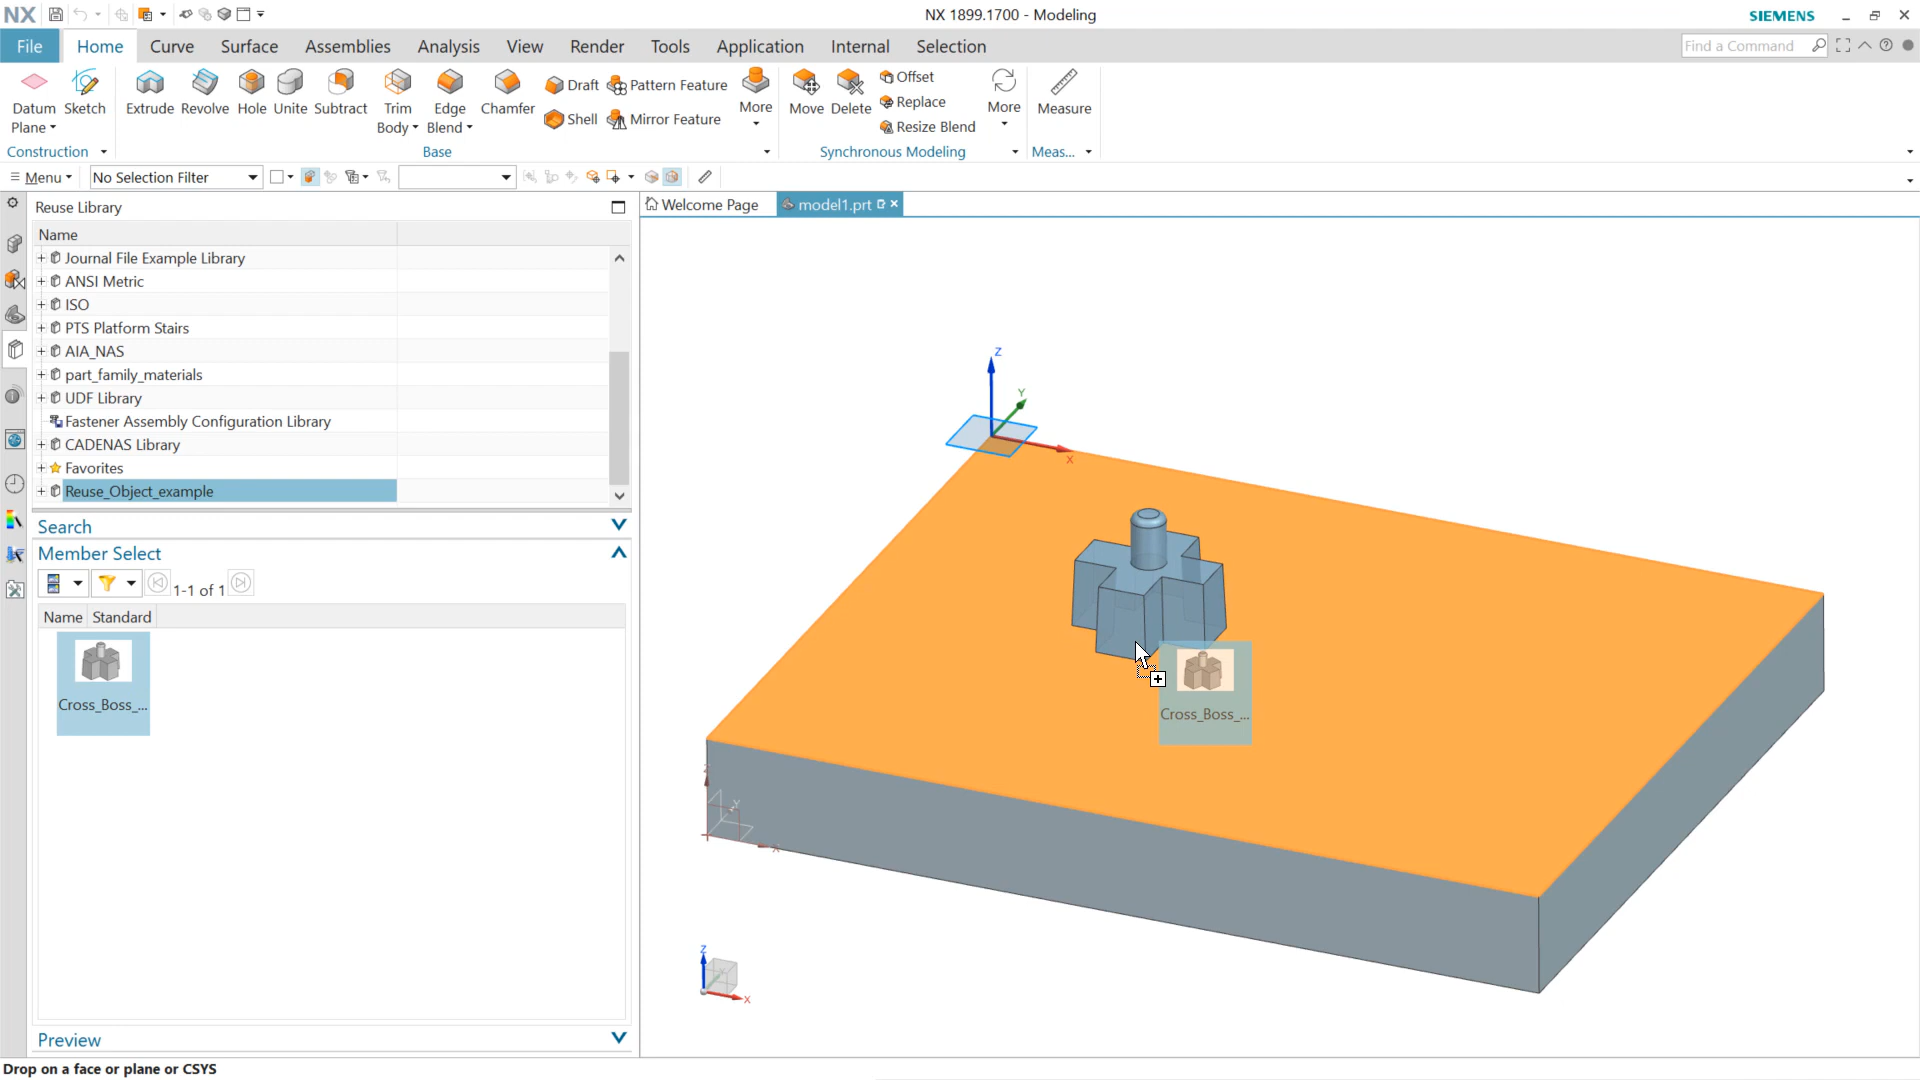 NX
NX 1899.1700 - Modeling
SIEMENS
File
Home
Curve
Surface
Assemblies
Analysis
View
Render
Tools
Application
Internal
Selection
Find a Command
Datum
Plane
Sketch
Extrude
Revolve
Hole
Unite
Subtract
Trim
Body
Edge
Blend
Chamfer
Draft
Shell
Pattern Feature
Mirror Feature
More
Move
Delete
Offset
Replace
Resize Blend
More
Measure
Construction
Base
Synchronous Modeling
Meas...
Menu
No Selection Filter
Reuse Library
Welcome Page
model1.prt
Name
Journal File Example Library
ANSI Metric
ISO
PTS Platform Stairs
AIA_NAS
part_family_materials
UDF Library
Fastener Assembly Configuration Library
CADENAS Library
Favorites
Reuse_Object_example
Search
Member Select
1-1 of 1
Name
Standard
Cross_Boss_...
Preview
Z
Y
X
Cross_Boss_...
Y
X
Z
X
Drop on a face or plane or CSYS